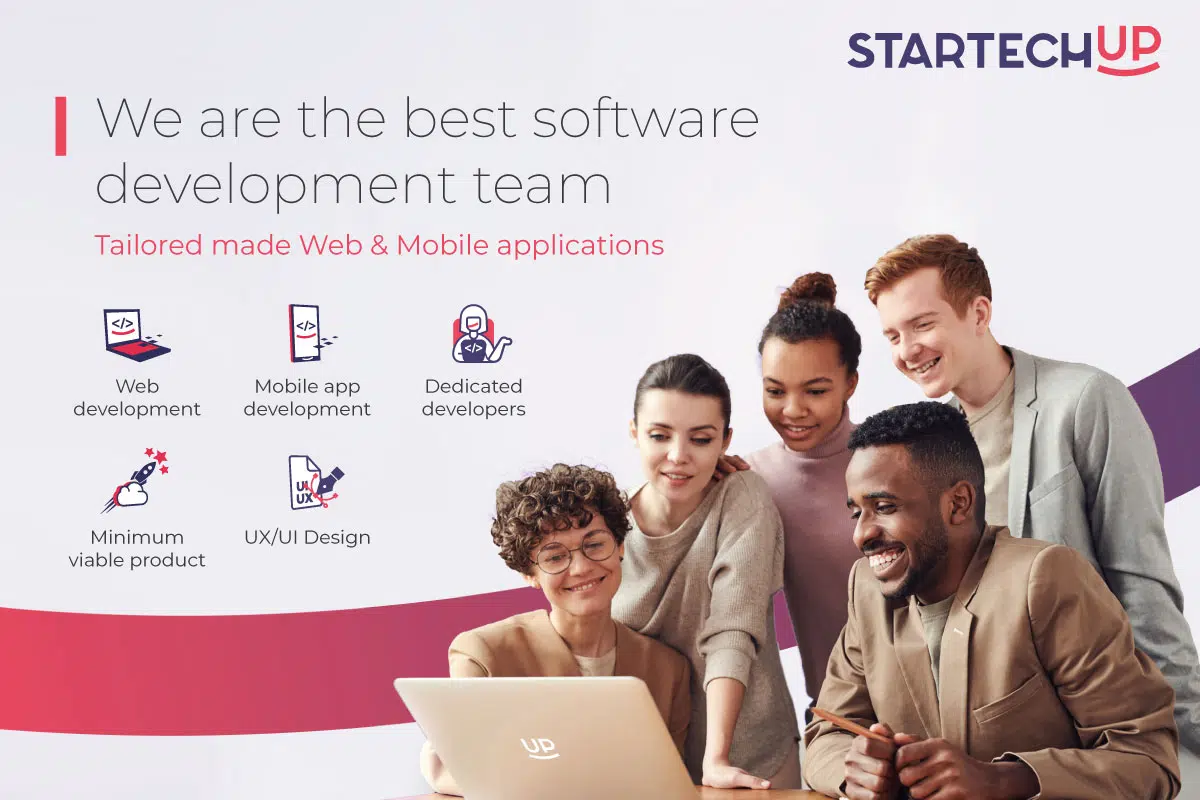 STARTECHUP
We are the best software
development team
Tailored made Web & Mobile applications
</>
</>
</>
Web
development
Mobile app
development
Dedicated
developers
UI
UX
Minimum
viable product
UX/UI Design
UP